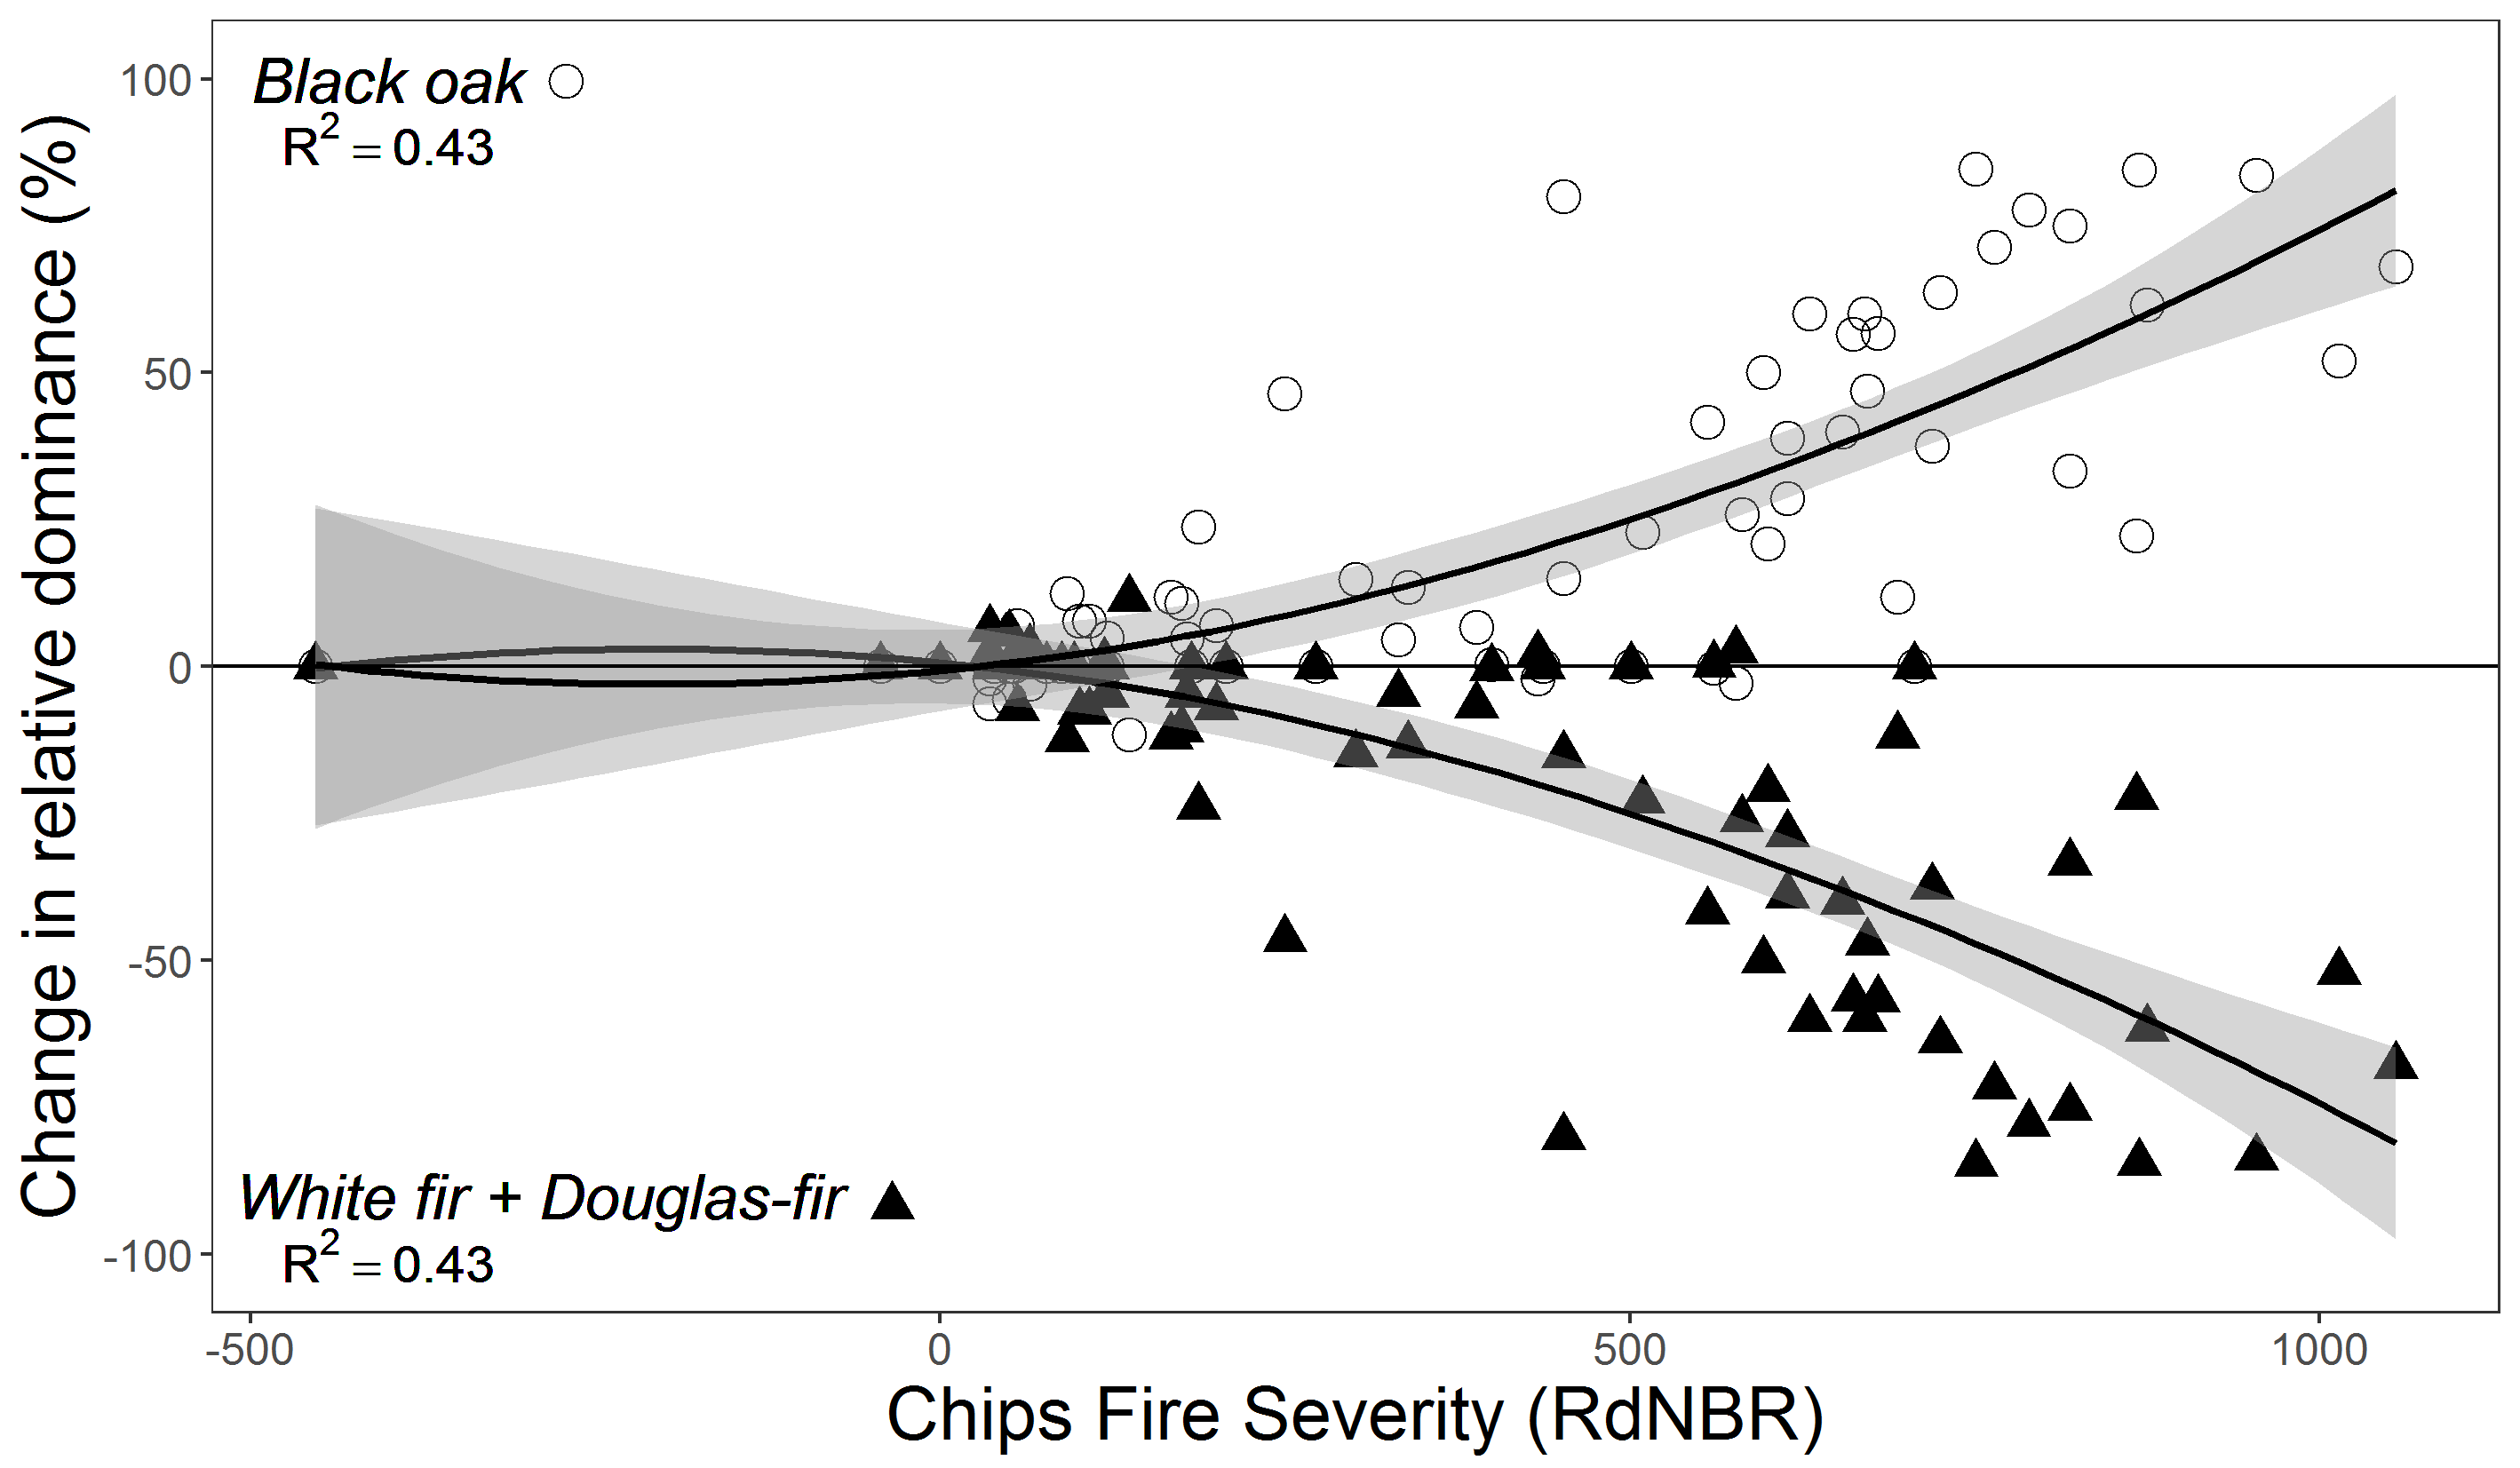 Black oak
R² = 0.43
White fir + Douglas-fir
R² = 0.43
Change in relative dominance (%)
100
50
0
-50
-100
-500
0
500
1000
Chips Fire Severity (RdNBR)